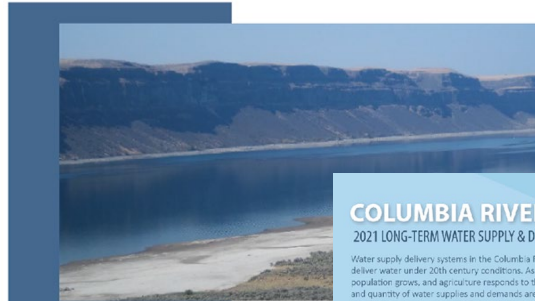 COLUMBIA RIVE
2021 LONG-TERM WATER SUPPLY & D
Water supply delivery systems in the Columbia
deliver water under 20th century conditions. As
population grows, and agriculture responds to
and quantity of water supplies and demands